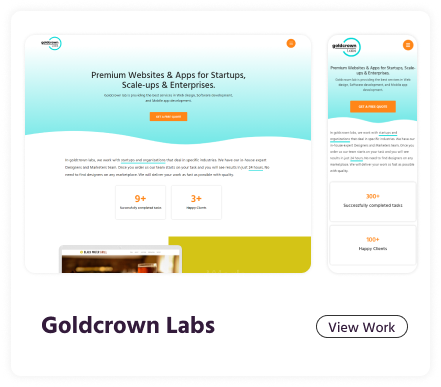 goldcrown
Labs
Premium Websites & Apps for Startups,
Scale-ups & Enterprises.
Goldcrown labs is providing the best services in Web design, Software development,
and Mobile app development.
GET A FREE QUOTE
In goldcrown labs, we work with startups and organizations that deal in specific industries. We have our in house expert
Designers and Marketers team. Once you order us our team starts on your task and you will see results in just 24 hours. No
need to find designers on any marketplace. We will deliver your work as fast as possible with quality.
9+
Successfully completed tasks
3+
Happy Clients
goldcrown
Labs
Premium Websites & Apps for Startups, Scale-
ups & Enterprises.
Goldcrown labs is providing the best services in Web
design, Software development, and Mobile app
development.
GET A FREE QUOTE
In goldcrown labs, we work with startups and
organizations that deal in specific industries. We have our
in house expert Designers and Marketers team. Once you
order us our team starts on your task and you will see
results in just 24 hours. No need to find designers on any
marketplace. We will deliver your work as fast as possible
with quality.
300+
Successfully completed tasks
100+
Happy Clients
Goldcrown Labs
View Work